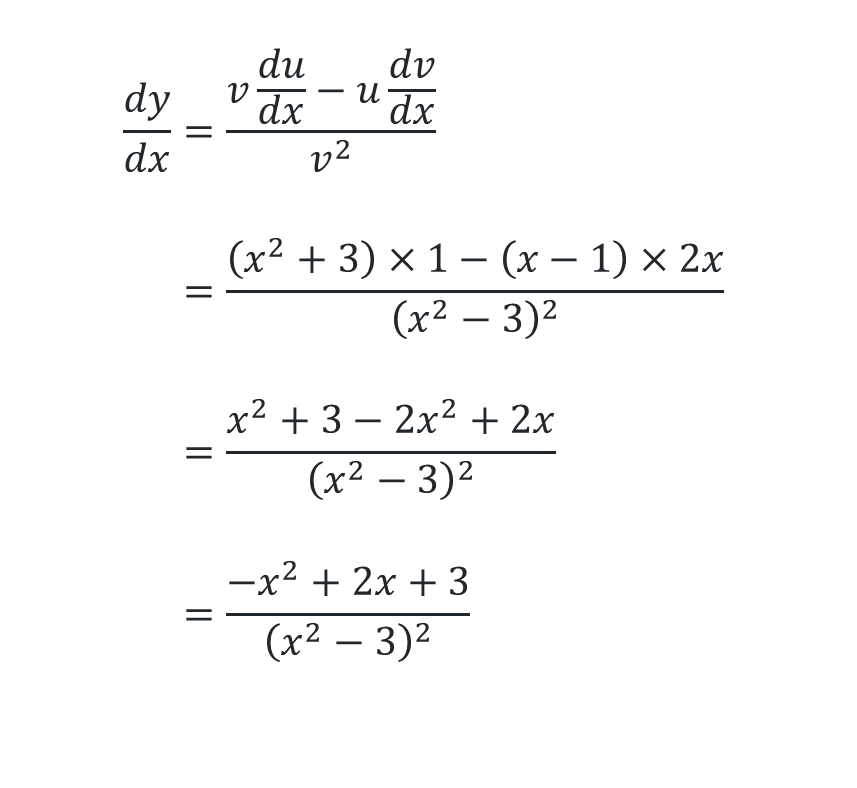 dy/dx = (v du/dx − u dv/dx)/v²
= ((x² + 3) × 1 − (x − 1) × 2x)/(x² − 3)²
= (x² + 3 − 2x² + 2x)/(x² − 3)²
= (−x² + 2x + 3)/(x² − 3)²